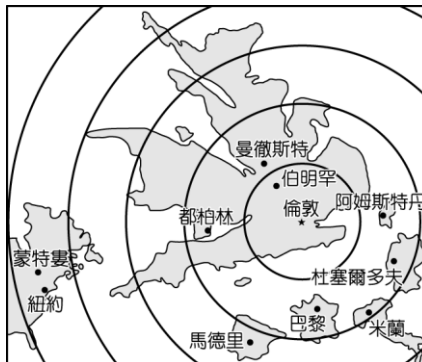 曼徹斯特
伯明罕
都柏林
倫敦
阿姆斯特丹
蒙特婁
紐約
杜塞爾多夫
巴黎
米蘭
馬德里